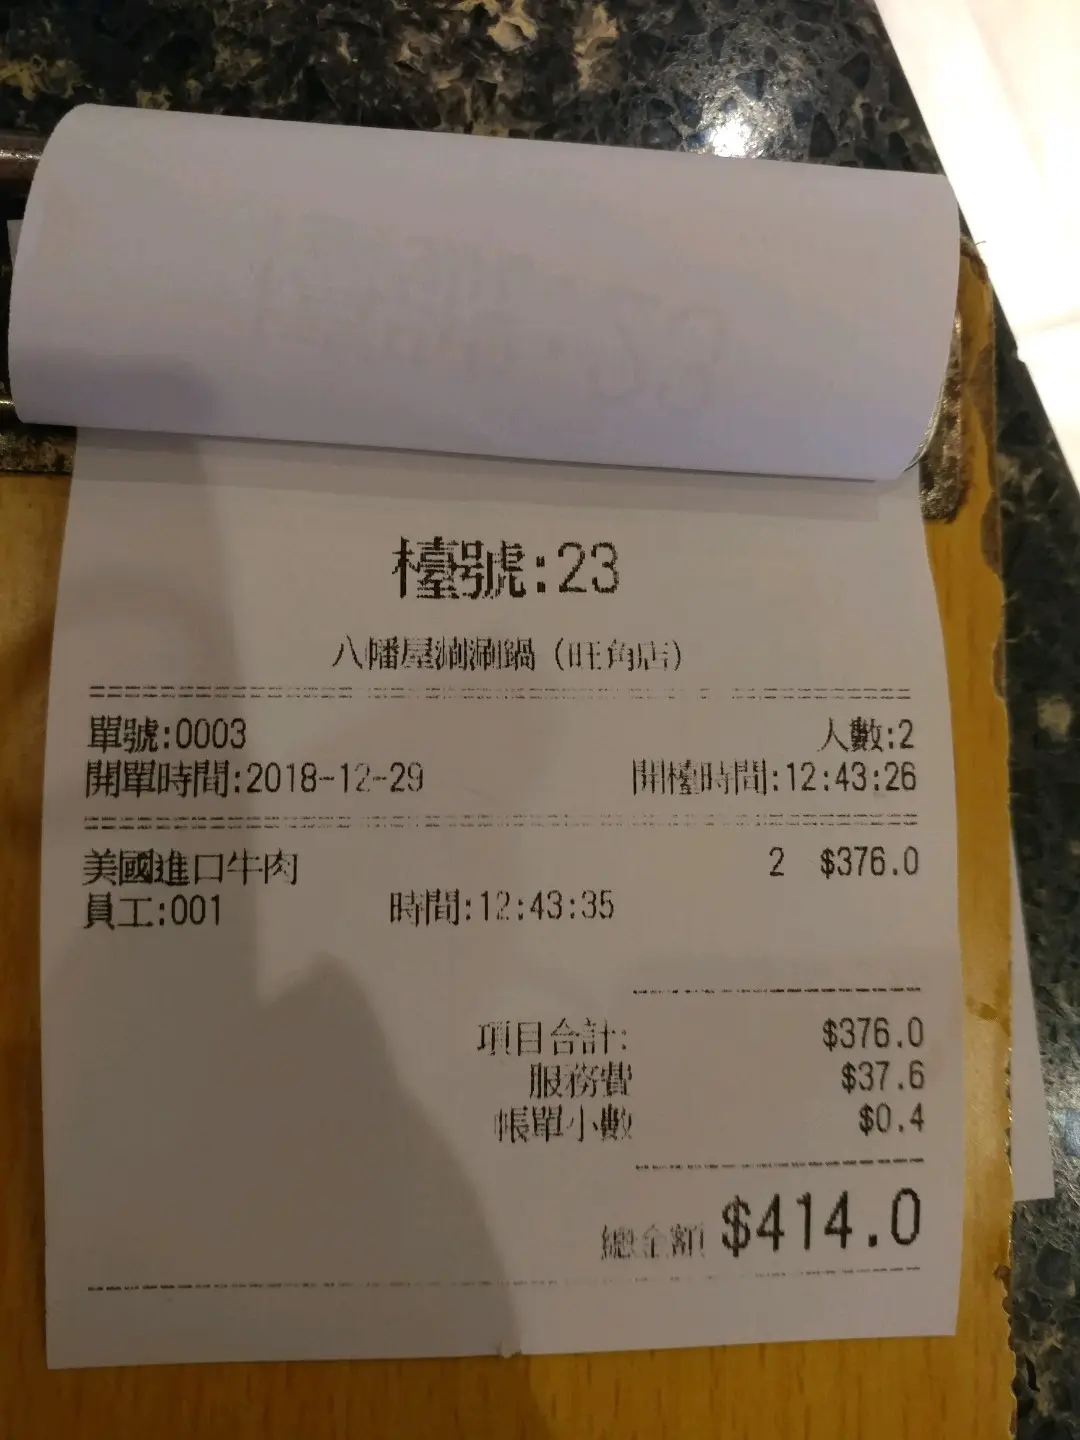 檯號:23
八幡屋涮涮鍋（旺角店）
單號:0003 人數:2
開單時間:2018-12-29 開檯時間:12:43:26
美國進口牛肉 2 $376.0
員工:001 時間:12:43:35
項目合計: $376.0
服務費 $37.6
帳單小數 $0.4
總金額 $414.0